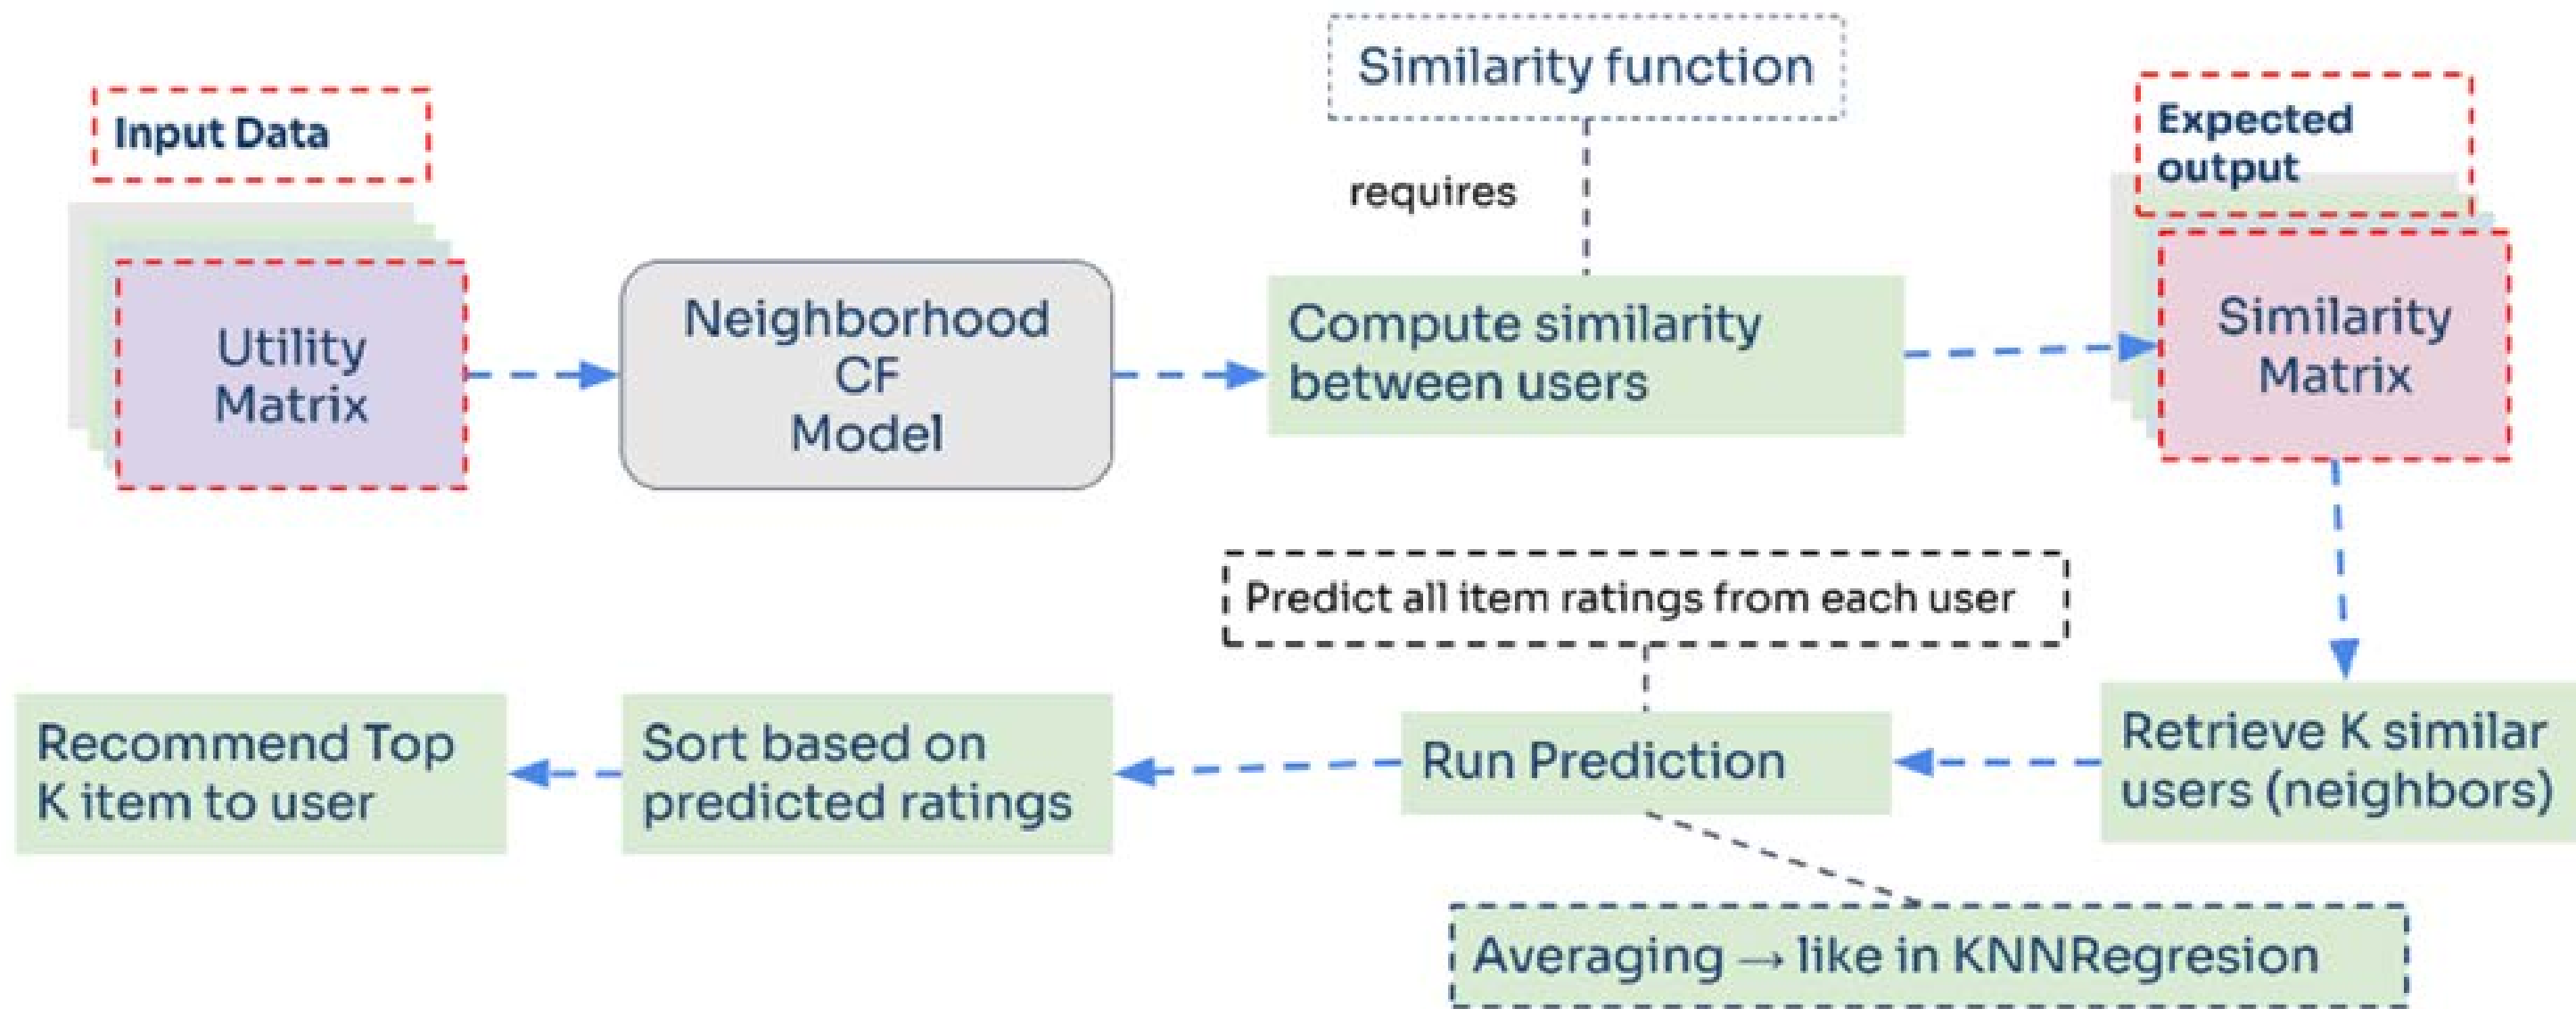 Similarity function
Input Data
Expected
output
requires
Utility
Matrix
Neighborhood
CF
Model
Compute similarity
between users
Similarity
Matrix
Predict all item ratings from each user
Retrieve K similar
users (neighbors)
Run Prediction
Sort based on
predicted ratings
Recommend Top
K item to user
Averaging → like in KNNRegresion